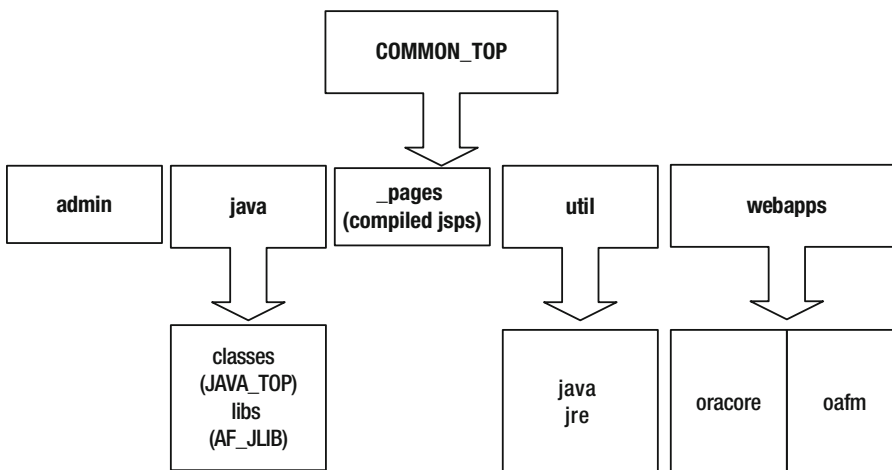 COMMON_TOP
admin
java
_pages
(compiled jsps)
util
webapps
classes
(JAVA_TOP)
libs
(AF_JLIB)
java
jre
oracore
oafm